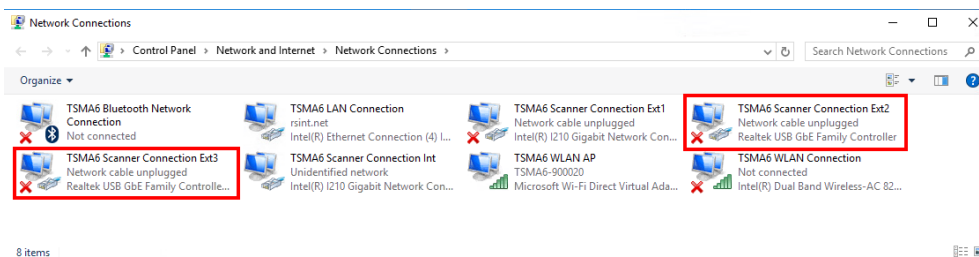 Network Connections
Control Panel > Network and Internet > Network Connections >
Search Network Connections
Organize
TSMA6 Bluetooth Network
Connection
Not connected
TSMA6 LAN Connection
rsint.net
Intel(R) Ethernet Connection (4) I...
TSMA6 Scanner Connection Ext1
Network cable unplugged
Intel(R) I210 Gigabit Network Con...
TSMA6 Scanner Connection Ext2
Network cable unplugged
Realtek USB GbE Family Controller
TSMA6 Scanner Connection Ext3
Network cable unplugged
Realtek USB GbE Family Controlle...
TSMA6 Scanner Connection Int
Unidentified network
Intel(R) I210 Gigabit Network Con...
TSMA6 WLAN AP
TSMA6-900020
Microsoft Wi-Fi Direct Virtual Ada...
TSMA6 WLAN Connection
Not connected
Intel(R) Dual Band Wireless-AC 82...
8 items